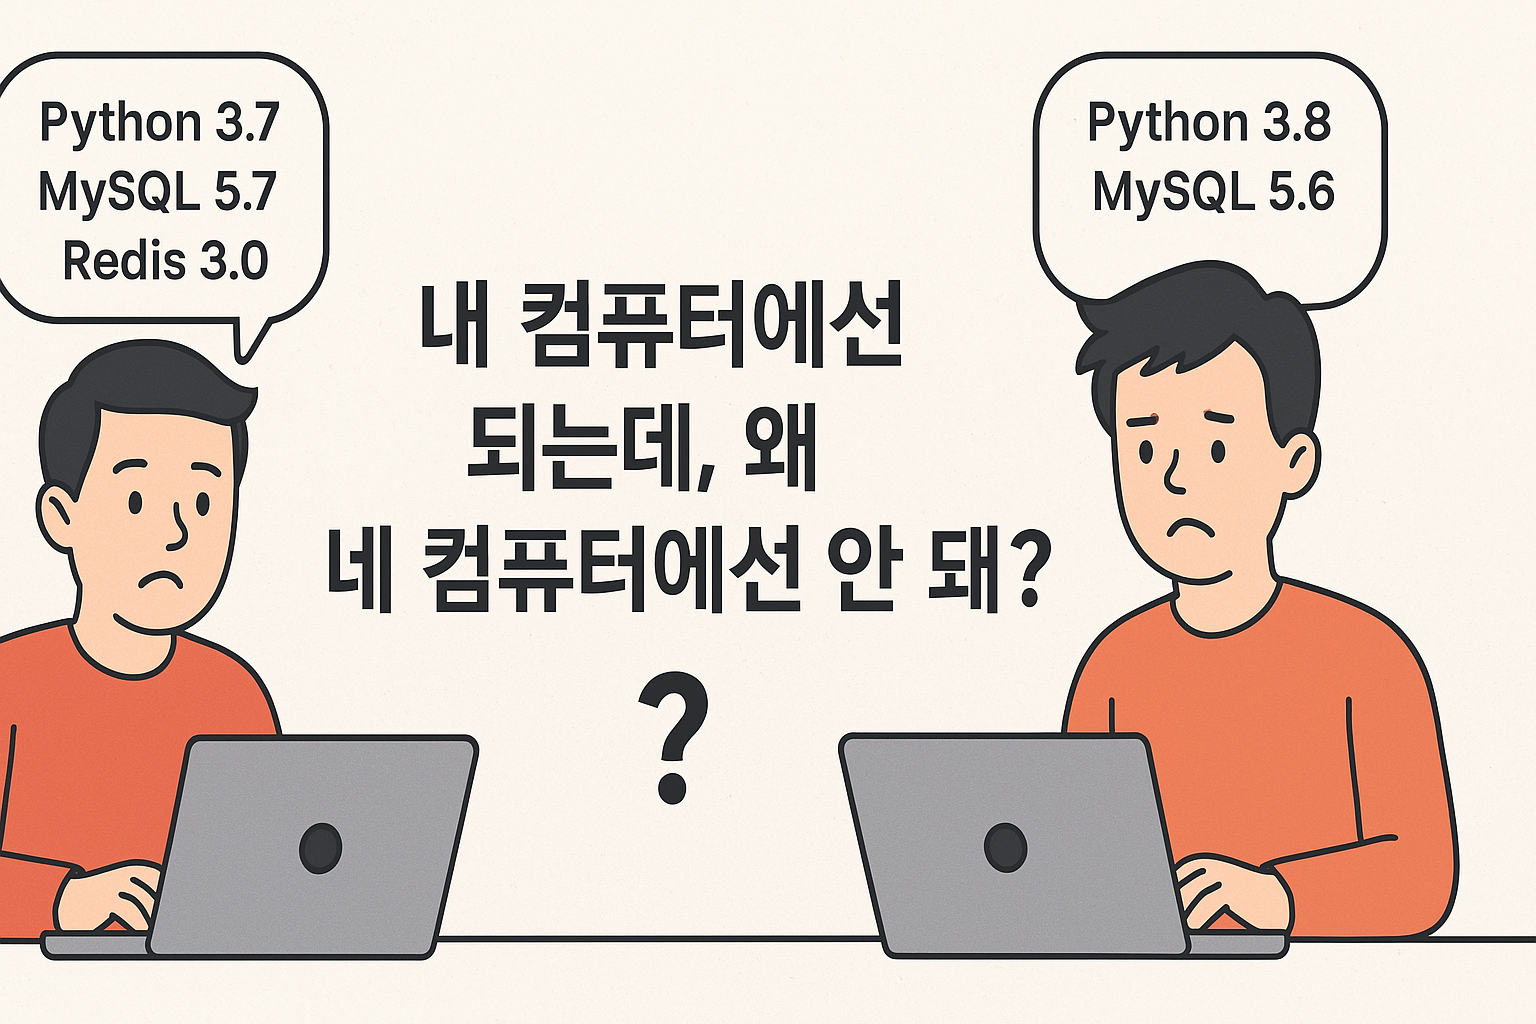 Python 3.7
MySQL 5.7
Redis 3.0
내 컴퓨터에선
되는데, 왜
네 컴퓨터에선 안 돼?
?
Python 3.8
MySQL 5.6